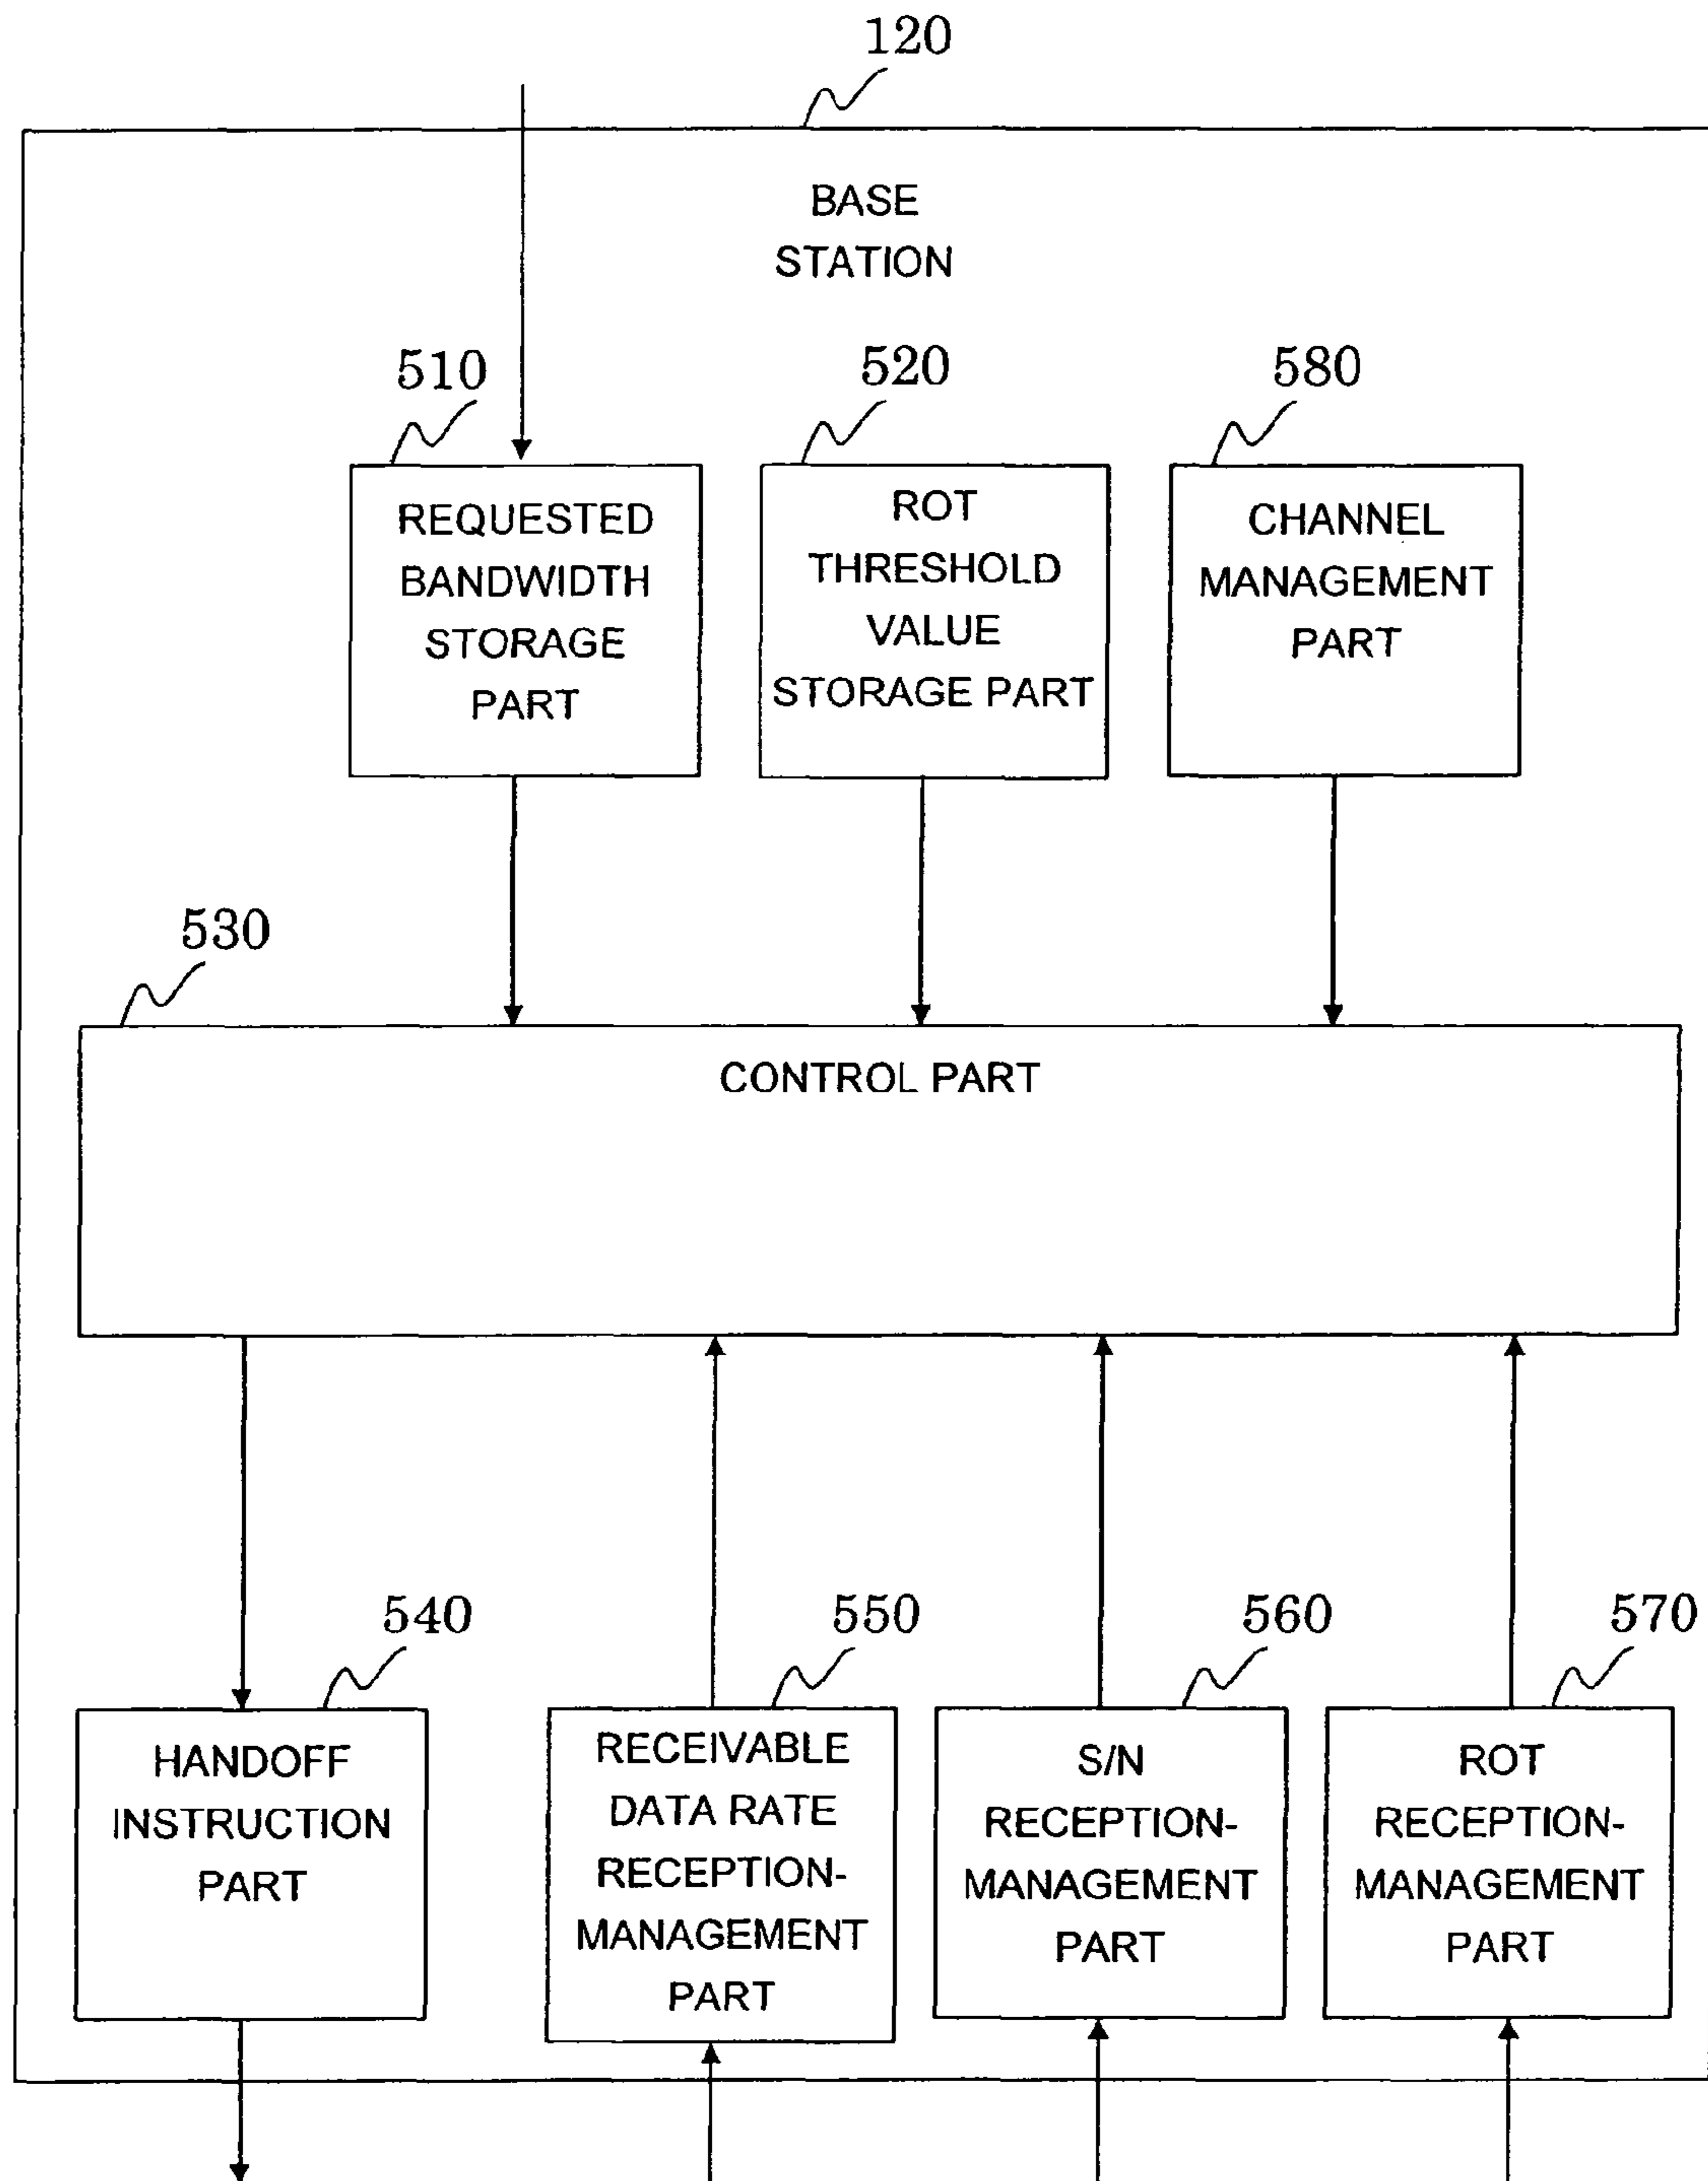 120
BASE
STATION
510
520
580
REQUESTED
BANDWIDTH
STORAGE
PART
ROT
THRESHOLD
VALUE
STORAGE PART
CHANNEL
MANAGEMENT
PART
530
CONTROL PART
540
550
560
570
HANDOFF
INSTRUCTION
PART
RECEIVABLE
DATA RATE
RECEPTION-
MANAGEMENT
PART
S/N
RECEPTION-
MANAGEMENT
PART
ROT
RECEPTION-
MANAGEMENT
PART